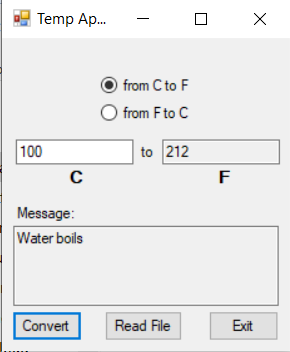 Temp Ap...
from C to F
from F to C
100 to 212
C F
Message:
Water boils
Convert Read File Exit